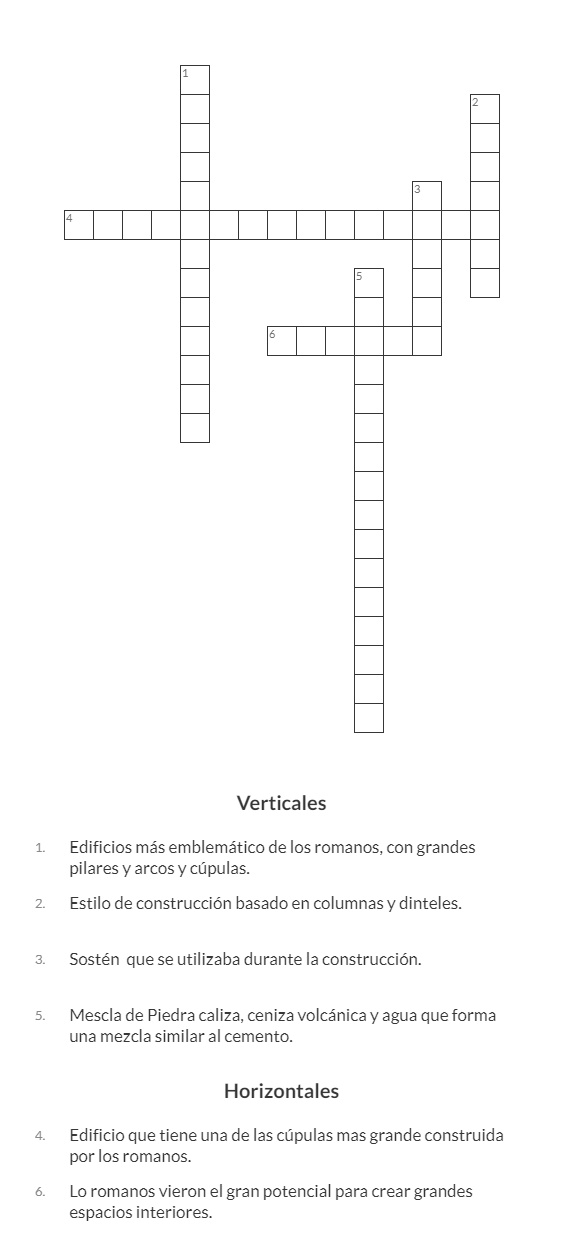 1
2
3
4
5
6
Verticales
1. Edificios más emblemático de los romanos, con grandes
pilares y arcos y cúpulas.
2. Estilo de construcción basado en columnas y dinteles.
3. Sostén que se utilizaba durante la construcción.
5. Mescla de Piedra caliza, ceniza volcánica y agua que forma
una mezcla similar al cemento.
Horizontales
4. Edificio que tiene una de las cúpulas mas grande construida
por los romanos.
6. Lo romanos vieron el gran potencial para crear grandes
espacios interiores.